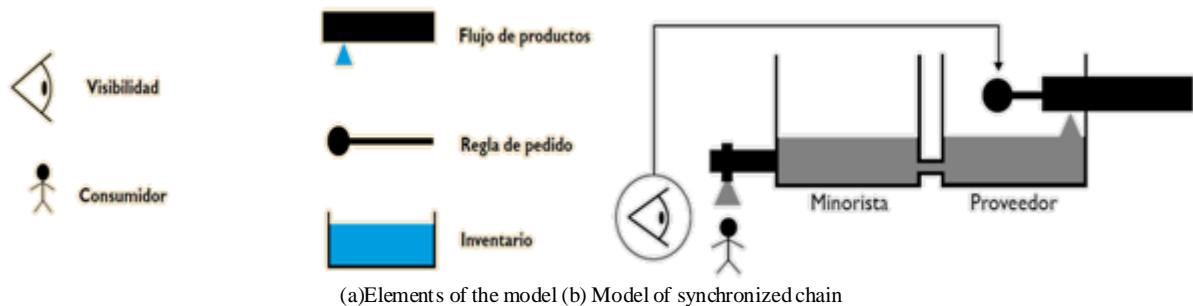 Visibilidad
Consumidor
Flujo de productos
Regla de pedido
Inventario
Minorista
Proveedor
(a)Elements of the model (b) Model of synchronized chain